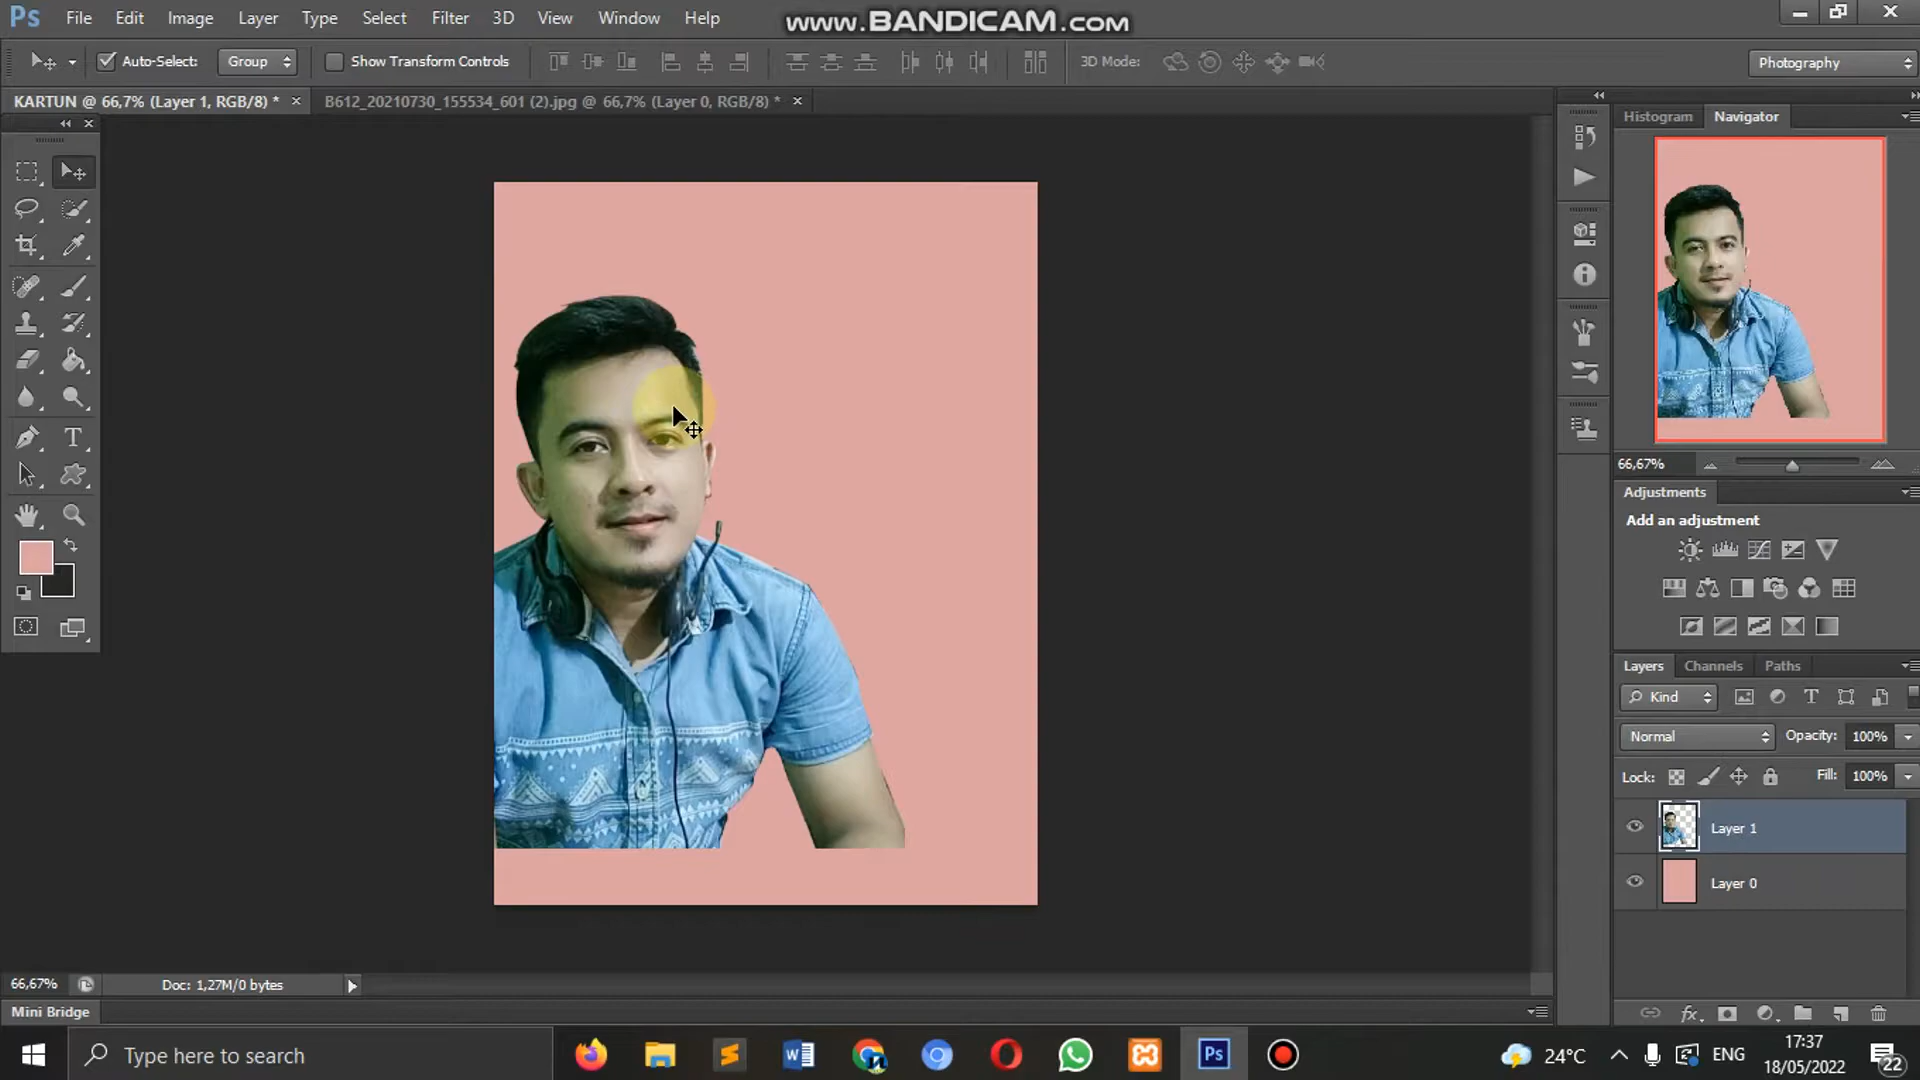 Ps File Edit Image Layer Type Select Filter 3D View Window Help
www.BANDICAM.com
Auto-Select: Group Show Transform Controls 3D Mode: Photography
KARTUN @ 66,7% (Layer 1, RGB/8) * × B612_20210730_155534_601 (2).jpg @ 66,7% (Layer 0, RGB/8) * ×
Histogram Navigator
66,67%
Adjustments
Add an adjustment
Layers Channels Paths
Kind
Normal Opacity: 100%
Lock: Fill: 100%
Layer 1
Layer 0
66,67% Doc: 1,27M/0 bytes
Mini Bridge
Type here to search
24°C ENG 17:37
18/05/2022
22